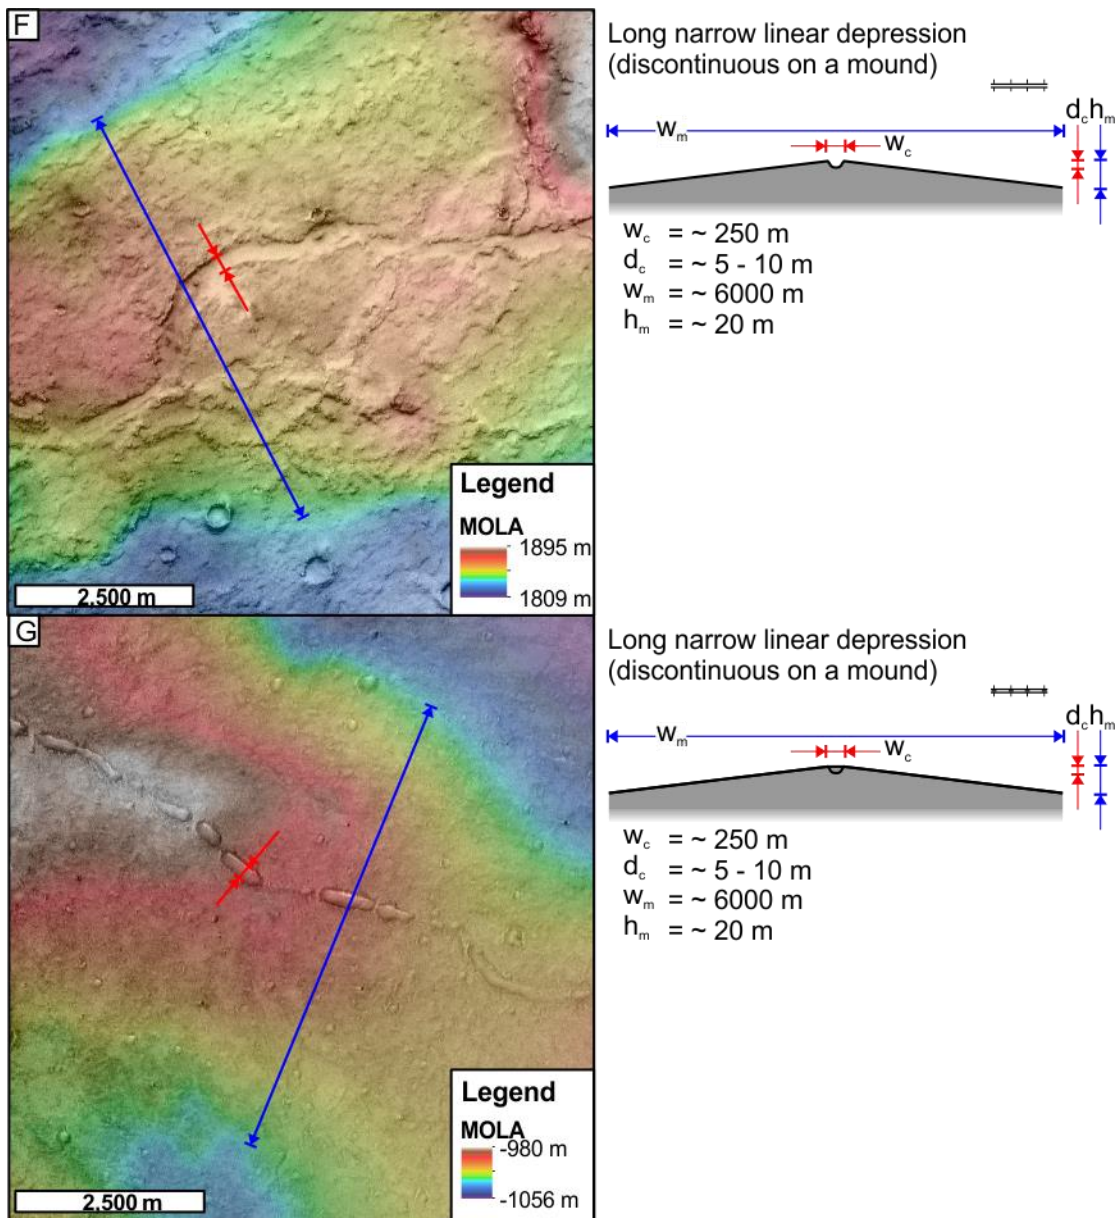 F
Long narrow linear depression
(discontinuous on a mound)
dc hm
wm
wc
wc = ~ 250 m
dc = ~ 5 - 10 m
wm = ~ 6000 m
hm = ~ 20 m
Legend
MOLA
1895 m
1809 m
2,500 m
G
Long narrow linear depression
(discontinuous on a mound)
dc hm
wm
wc
wc = ~ 250 m
dc = ~ 5 - 10 m
wm = ~ 6000 m
hm = ~ 20 m
Legend
MOLA
-980 m
-1056 m
2,500 m